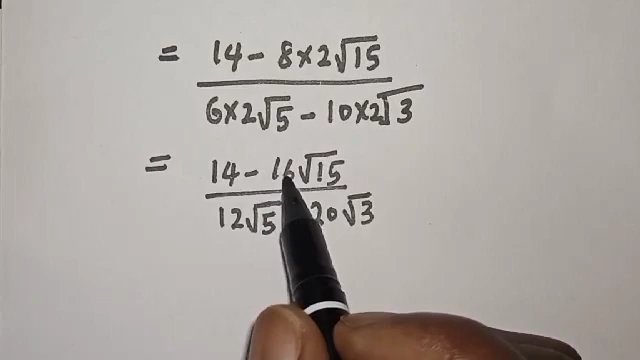 = 14 - 8×2√15
6×2√5 - 10×2√3
= 14 - 16√15
12√5 20√3